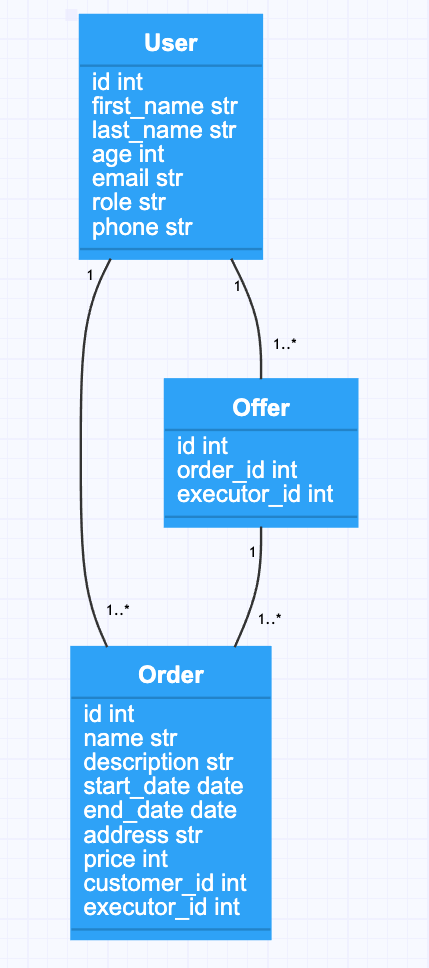 User
id int
first_name str
last_name str
age int
email str
role str
phone str
1
1
1..*
Offer
id int
order_id int
executor_id int
1
1..*
1..*
Order
id int
name str
description str
start_date date
end_date date
address str
price int
customer_id int
executor_id int